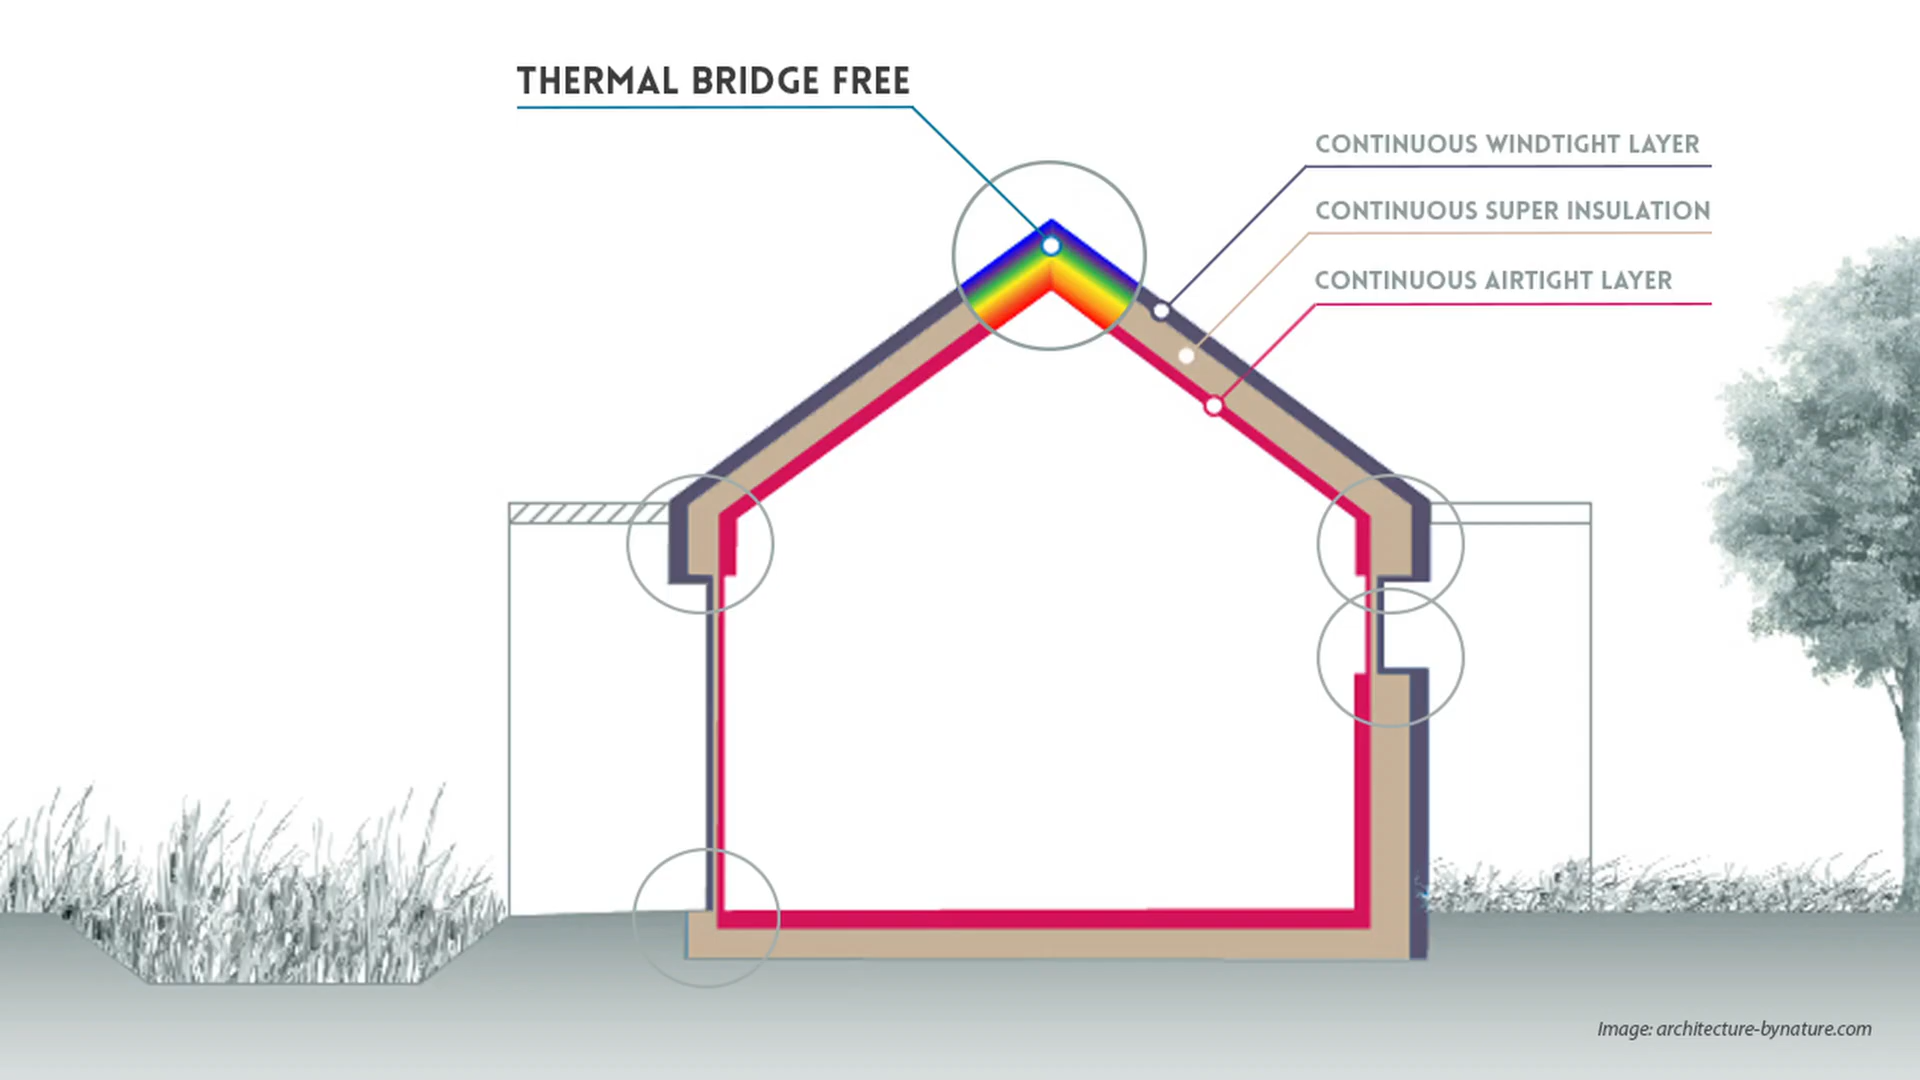 THERMAL BRIDGE FREE
CONTINUOUS WINDTIGHT LAYER
CONTINUOUS SUPER INSULATION
CONTINUOUS AIRTIGHT LAYER
Image: architecture-bynature.com